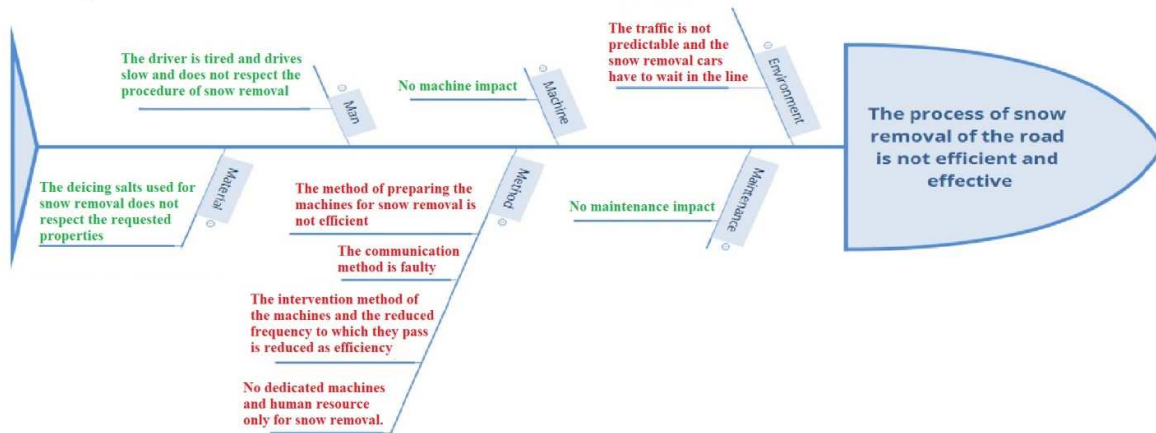 The driver is tired and drives
slow and does not respect the
procedure of snow removal
Man
No machine impact
Machine
The traffic is not
predictable and the
snow removal cars
have to wait in the line
Environment
The process of snow
removal of the road
is not efficient and
effective
The deicing salts used for
snow removal does not
respect the requested
properties
Material
The method of preparing the
machines for snow removal is
not efficient
The communication
method is faulty
The intervention method of
the machines and the reduced
frequency to which they pass
is reduced as efficiency
No dedicated machines
and human resource
only for snow removal.
Method
No maintenance impact
Maintenance